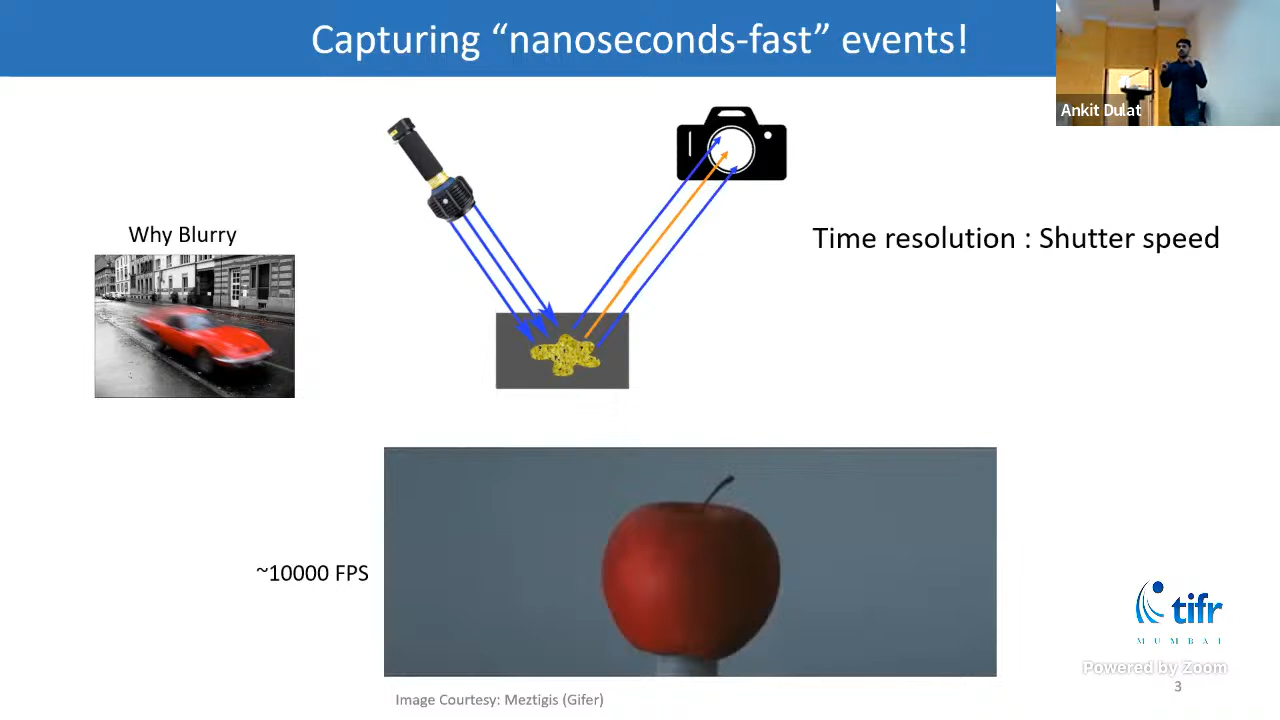 Capturing “nanoseconds-fast” events!
Ankit Dulat
Why Blurry
Time resolution : Shutter speed
~10000 FPS
tifr
MUMBAI
Powered by Zoom
3
Image Courtesy: Meztigis (Gifer)